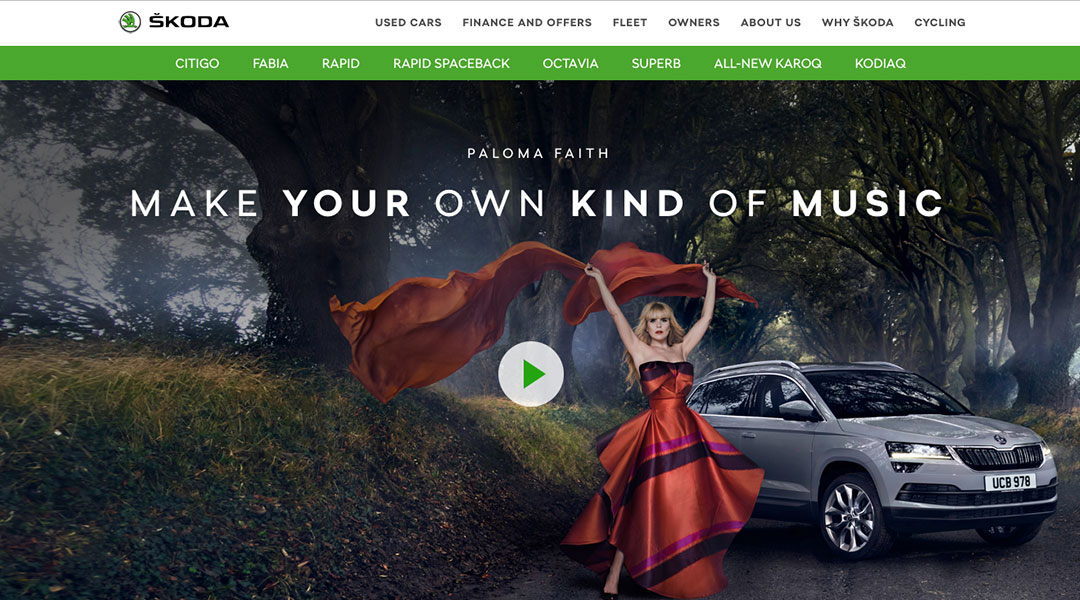 ŠKODA
USED CARS FINANCE AND OFFERS FLEET OWNERS ABOUT US WHY ŠKODA CYCLING
CITIGO FABIA RAPID RAPID SPACEBACK OCTAVIA SUPERB ALL-NEW KAROQ KODIAQ
PALOMA FAITH
MAKE YOUR OWN KIND OF MUSIC
UCB 978